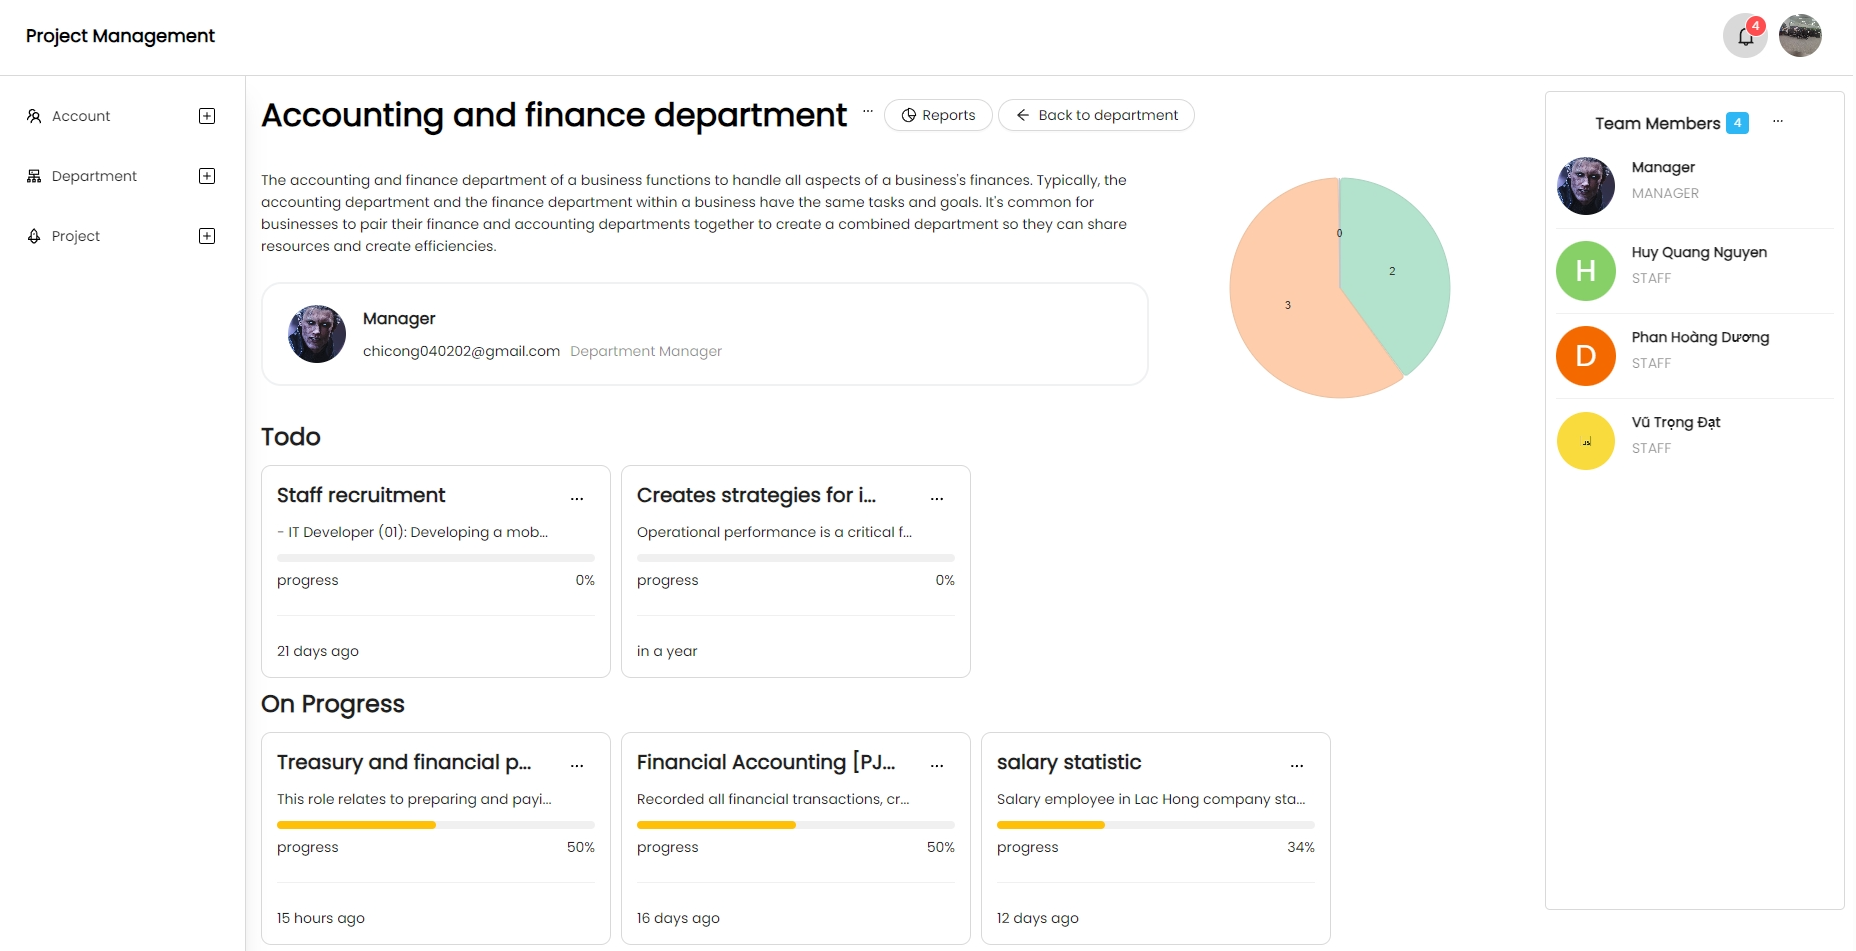 Project Management
4
Account
Department
Project
Accounting and finance department
...
Reports
Back to department
The accounting and finance department of a business functions to handle all aspects of a business's finances. Typically, the
accounting department and the finance department within a business have the same tasks and goals. It's common for
businesses to pair their finance and accounting departments together to create a combined department so they can share
resources and create efficiencies.
Manager
chicong040202@gmail.com Department Manager
0
2
3
Todo
Staff recruitment ...
- IT Developer (01): Developing a mob...
progress 0%
21 days ago
Creates strategies for i... ...
Operational performance is a critical f...
progress 0%
in a year
On Progress
Treasury and financial p... ...
This role relates to preparing and payi...
progress 50%
15 hours ago
Financial Accounting [PJ... ...
Recorded all financial transactions, cr...
progress 50%
16 days ago
salary statistic ...
Salary employee in Lac Hong company sta...
progress 34%
12 days ago
Team Members 4 ...
Manager
MANAGER
H
Huy Quang Nguyen
STAFF
D
Phan Hoàng Dương
STAFF
JS
Vũ Trọng Đạt
STAFF